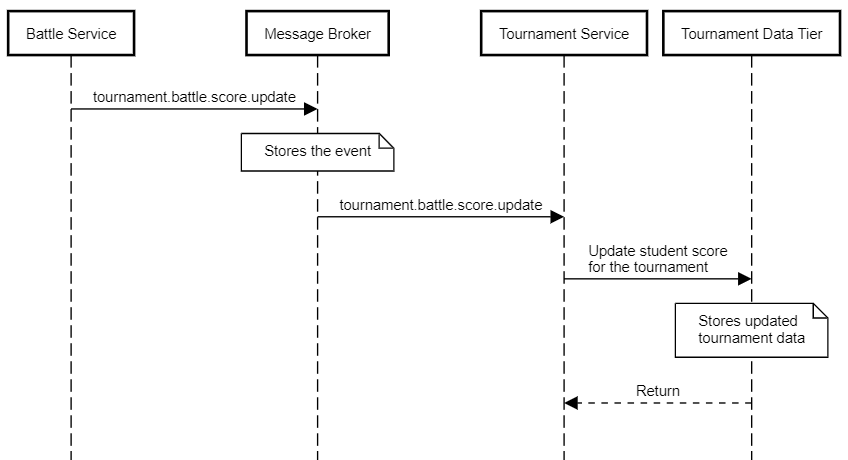 Battle Service
Message Broker
Tournament Service
Tournament Data Tier
tournament.battle.score.update
Stores the event
tournament.battle.score.update
Update student score
for the tournament
Stores updated
tournament data
Return